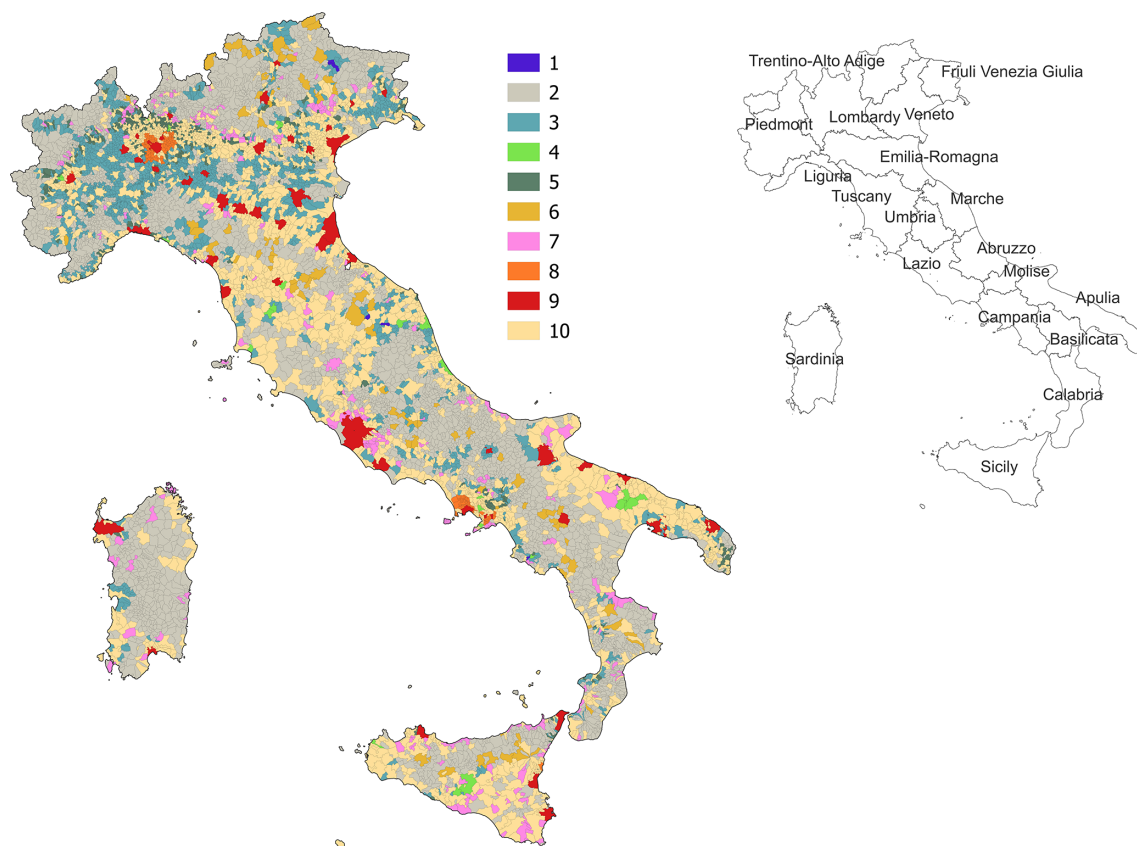 1
2
3
4
5
6
7
8
9
10
Trentino-Alto Adige
Friuli Venezia Giulia
Piedmont
Lombardy
Veneto
Emilia-Romagna
Liguria
Tuscany
Marche
Umbria
Abruzzo
Lazio
Molise
Apulia
Campania
Basilicata
Sardinia
Calabria
Sicily